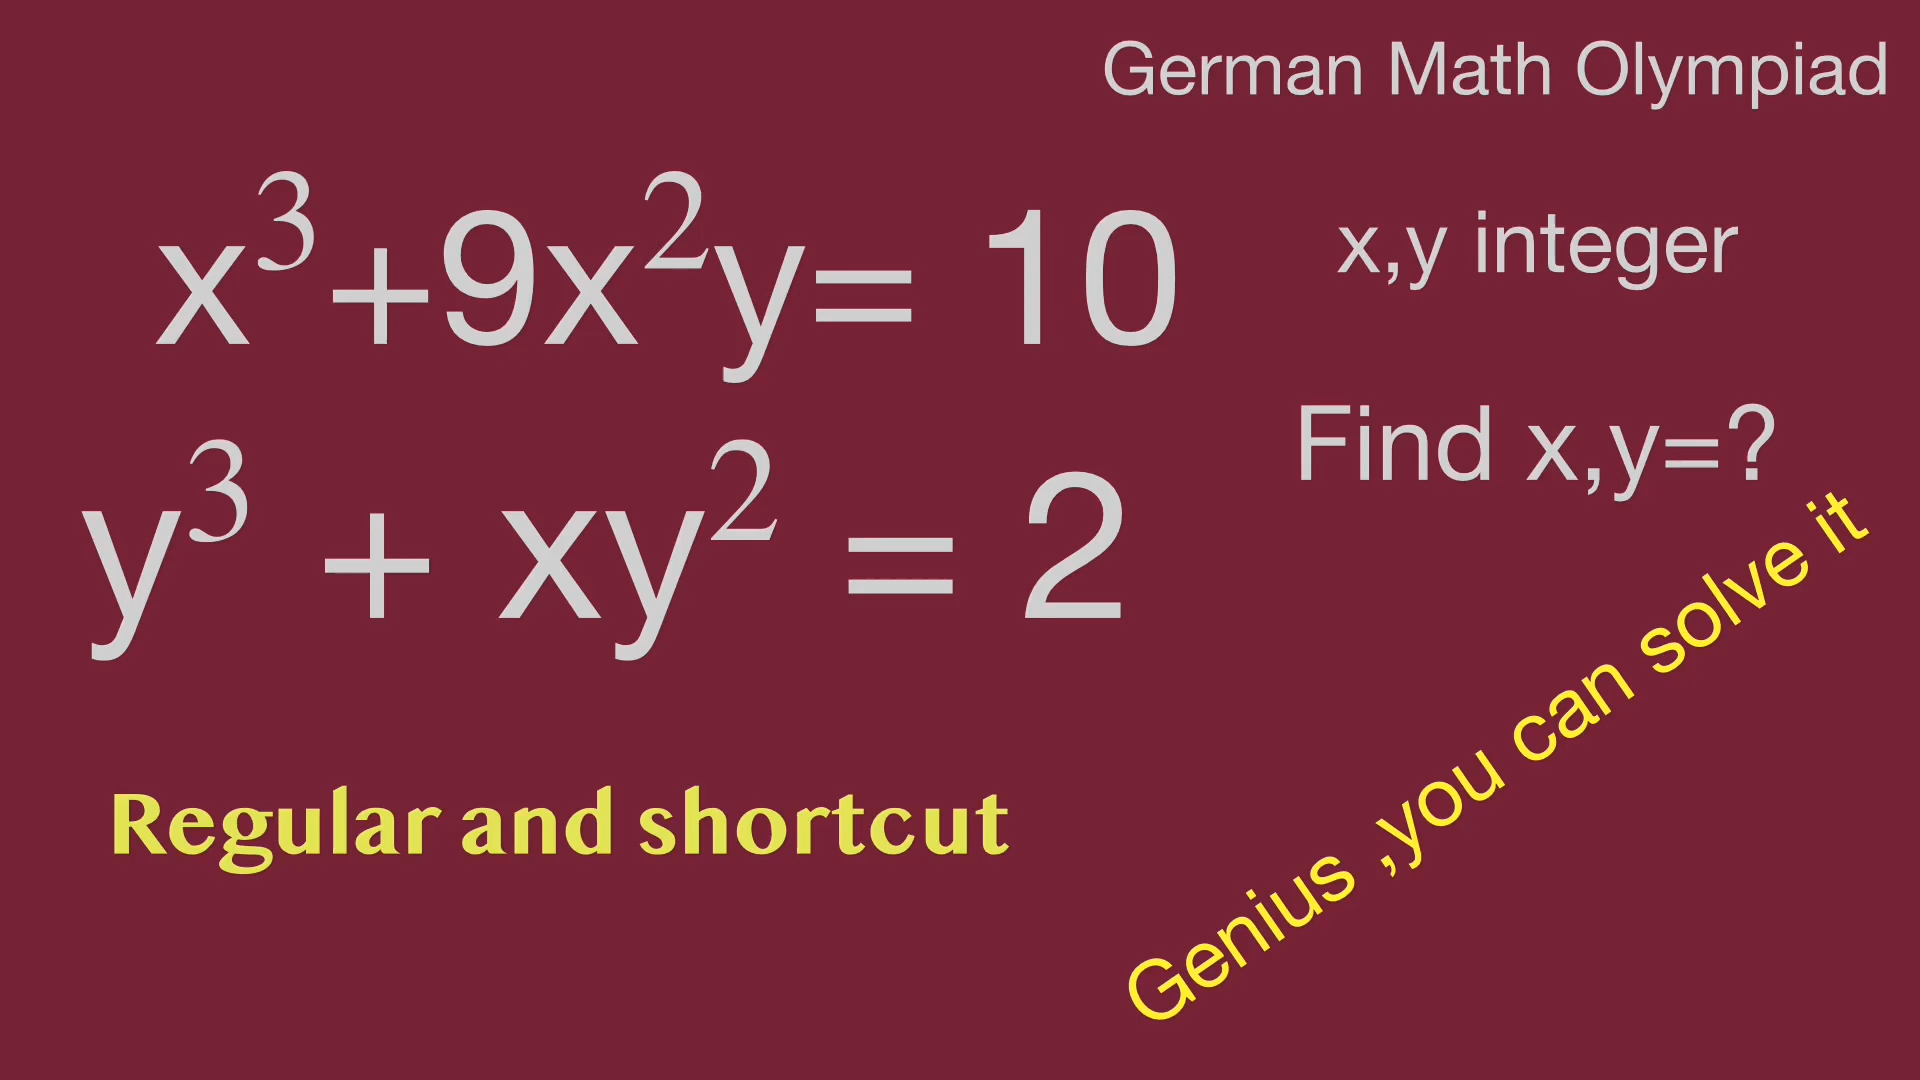 German Math Olympiad
x³+9x²y= 10
x,y integer
y³ + xy² = 2
Find x,y=?
Genius ,you can solve it
Regular and shortcut